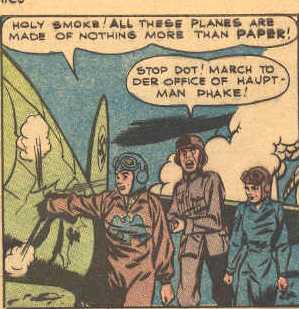 HOLY SMOKE! ALL THESE PLANES ARE
MADE OF NOTHING MORE THAN PAPER!
STOP DOT! MARCH TO
DER OFFICE OF HAUPT-
MAN PHAKE!